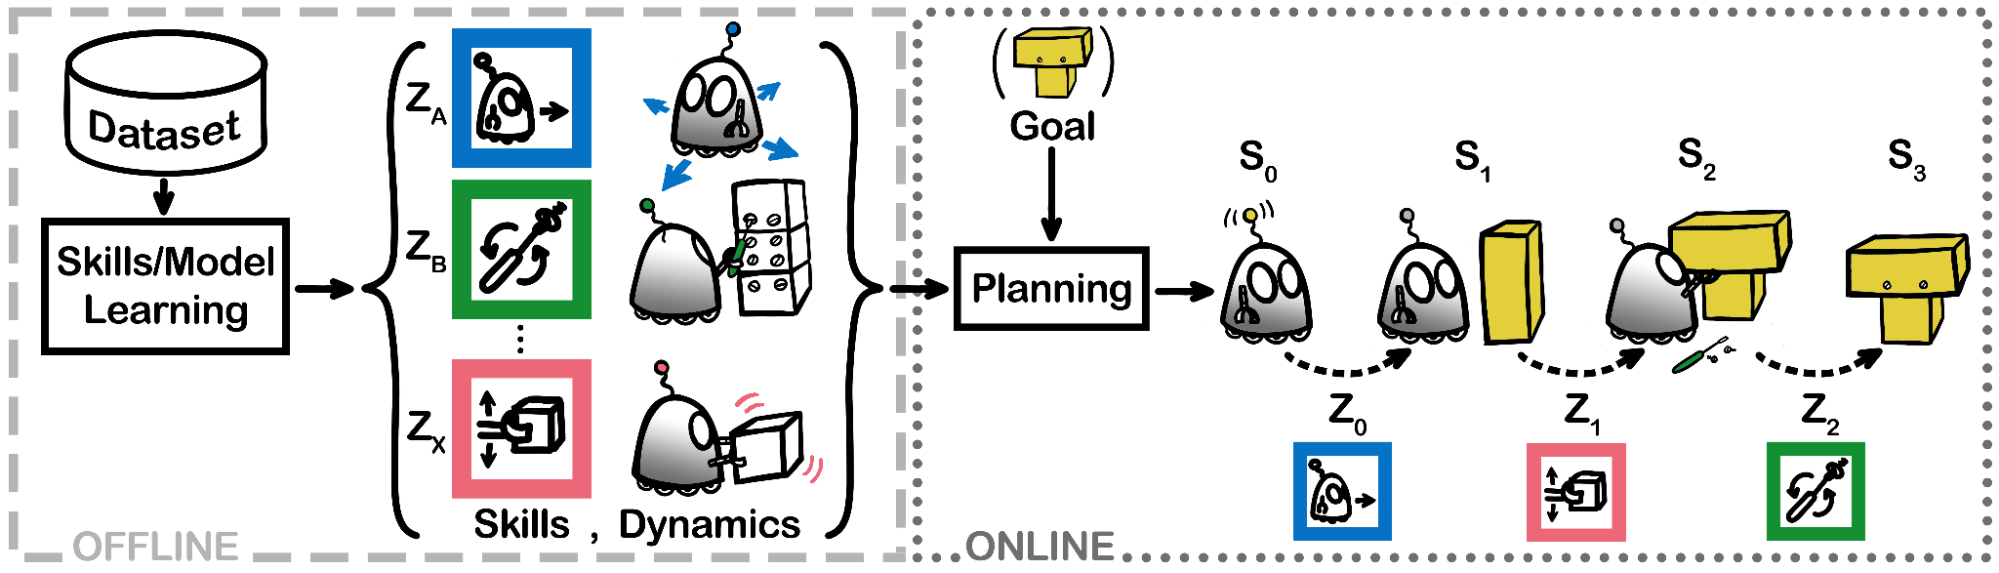 Dataset
Skills/Model
Learning
Z_A
Z_B
Z_X
Skills , Dynamics
OFFLINE
Goal
Planning
S_0
S_1
S_2
S_3
Z_0
Z_1
Z_2
ONLINE